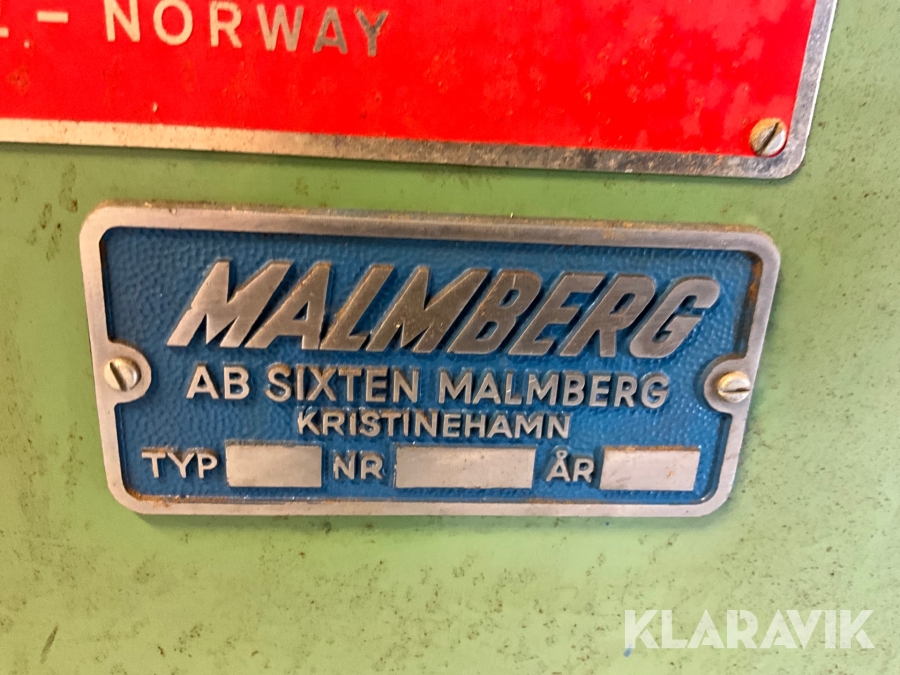 - NORWAY
MALMBERG
AB SIXTEN MALMBERG
KRISTINEHAMN
TYP NR ÅR
KLARAVIK